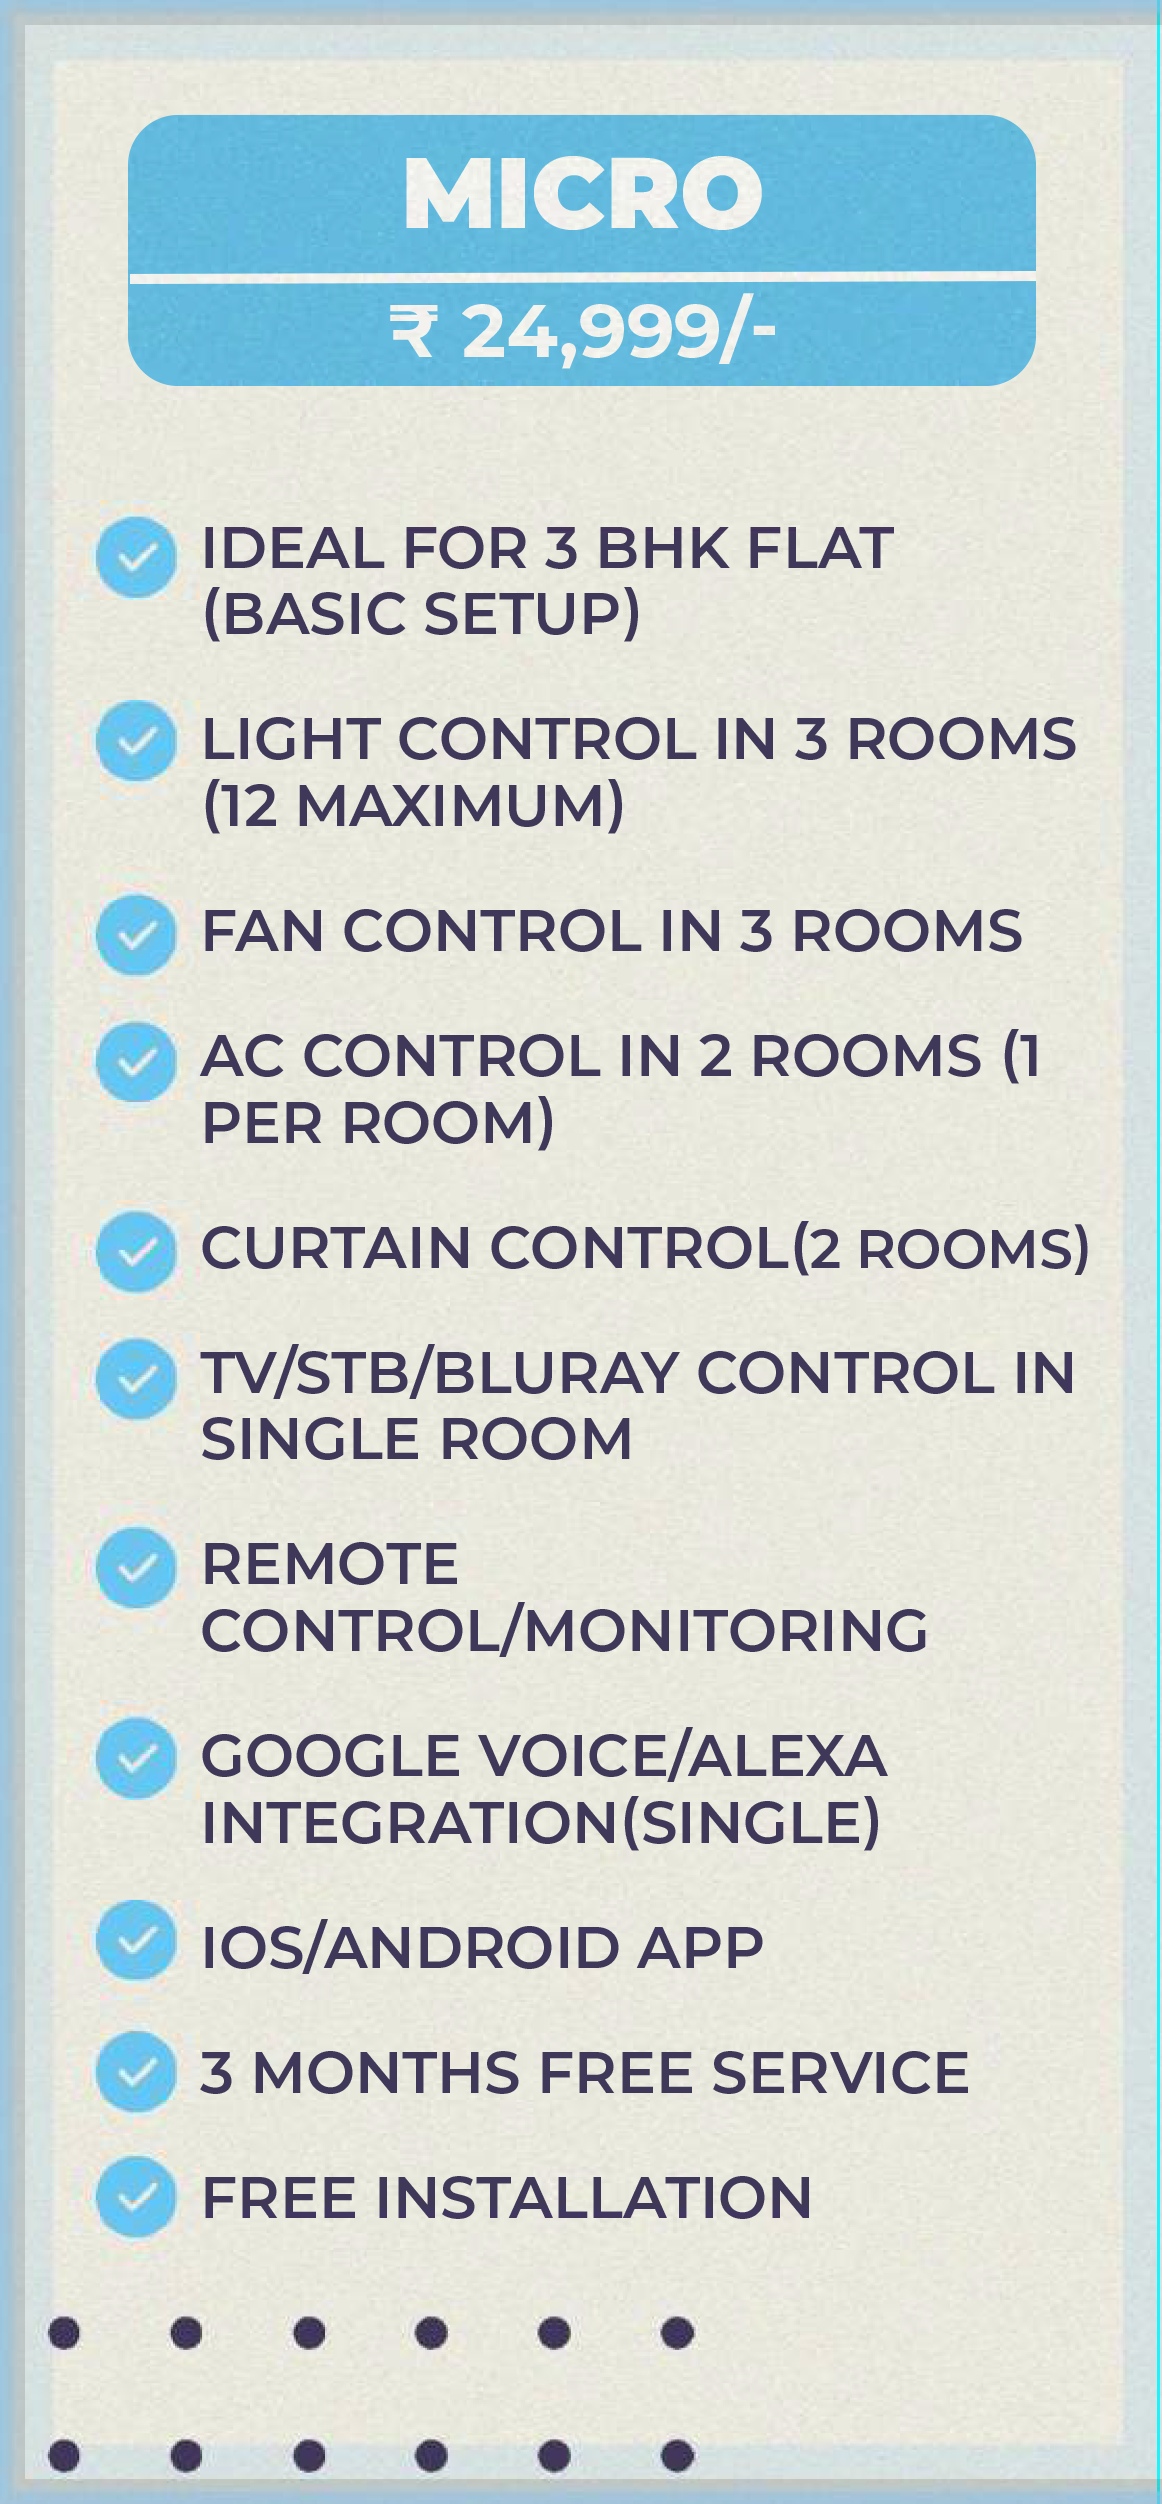 MICRO
₹ 24,999/-
IDEAL FOR 3 BHK FLAT
(BASIC SETUP)
LIGHT CONTROL IN 3 ROOMS
(12 MAXIMUM)
FAN CONTROL IN 3 ROOMS
AC CONTROL IN 2 ROOMS (1
PER ROOM)
CURTAIN CONTROL(2 ROOMS)
TV/STB/BLURAY CONTROL IN
SINGLE ROOM
REMOTE
CONTROL/MONITORING
GOOGLE VOICE/ALEXA
INTEGRATION(SINGLE)
IOS/ANDROID APP
3 MONTHS FREE SERVICE
FREE INSTALLATION